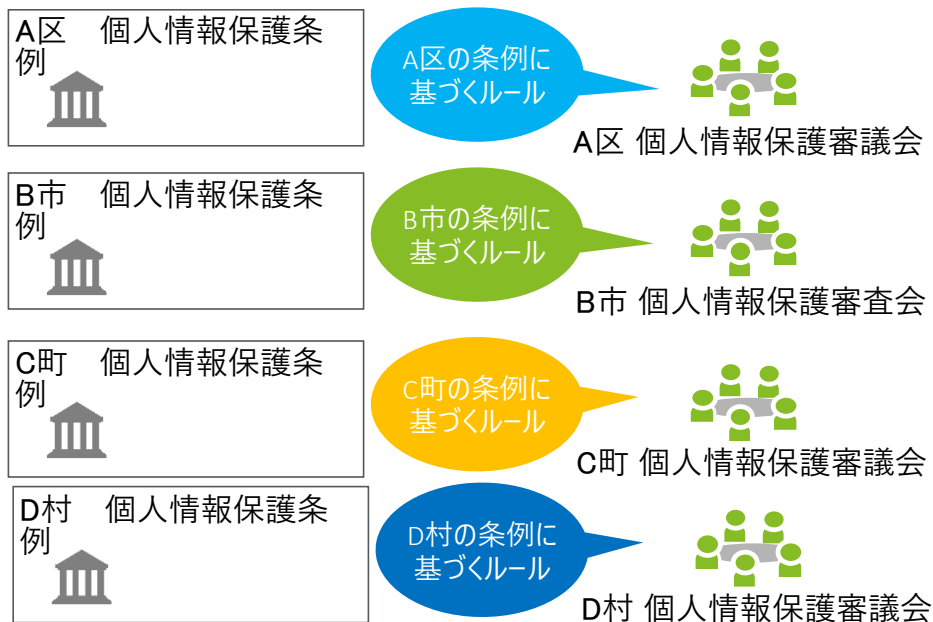 A区　個人情報保護条
例
A区の条例に
基づくルール
A区 個人情報保護審議会
B市　個人情報保護条
例
B市の条例に
基づくルール
B市 個人情報保護審査会
C町　個人情報保護条
例
C町の条例に
基づくルール
C町 個人情報保護審議会
D村　個人情報保護条
例
D村の条例に
基づくルール
D村 個人情報保護審議会